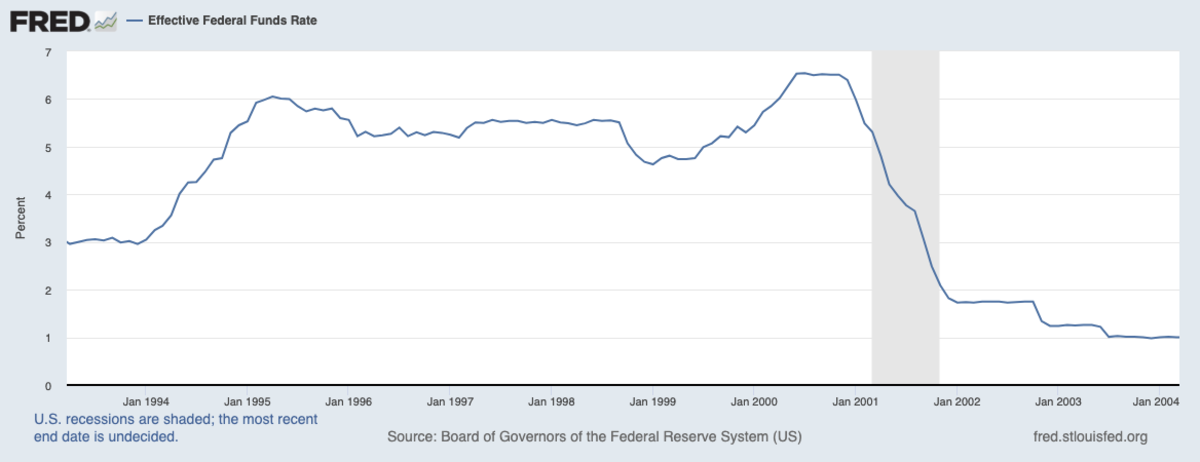 FRED Effective Federal Funds Rate
7
6
5
4
3
2
1
0
Percent
Jan 1994 Jan 1995 Jan 1996 Jan 1997 Jan 1998 Jan 1999 Jan 2000 Jan 2001 Jan 2002 Jan 2003 Jan 2004
U.S. recessions are shaded; the most recent
end date is undecided.
Source: Board of Governors of the Federal Reserve System (US)
fred.stlouisfed.org